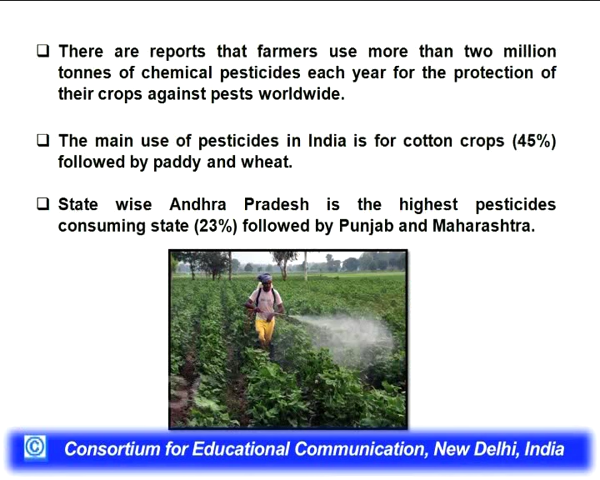 ❑ There are reports that farmers use more than two million
tonnes of chemical pesticides each year for the protection of
their crops against pests worldwide.
❑ The main use of pesticides in India is for cotton crops (45%)
followed by paddy and wheat.
❑ State wise Andhra Pradesh is the highest pesticides
consuming state (23%) followed by Punjab and Maharashtra.
© Consortium for Educational Communication, New Delhi, India